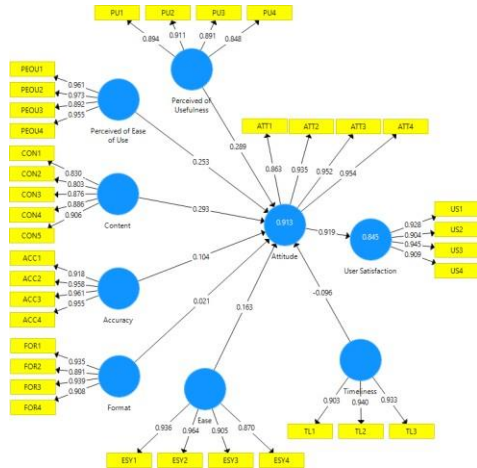 PU1 PU2 PU3 PU4
0.894 0.911 0.891 0.848
Perceived of
Usefulness
PEOU1
PEOU2
PEOU3
PEOU4
0.961
0.973
0.892
0.955
Perceived of Ease
of Use
0.253
0.289
ATT1 ATT2 ATT3 ATT4
0.863 0.935 0.952 0.954
CON1
CON2
CON3
CON4
CON5
0.830
0.803
0.876
0.886
0.906
Content
0.293
0.913
Attitude
0.919
0.845
User Satisfaction
0.928
0.904
0.945
0.909
US1
US2
US3
US4
ACC1
ACC2
ACC3
ACC4
0.918
0.958
0.961
0.955
Accuracy
0.104
0.021
0.163
-0.096
FOR1
FOR2
FOR3
FOR4
0.935
0.891
0.939
0.908
Format
Ease
0.936 0.964 0.905 0.870
ESY1 ESY2 ESY3 ESY4
Timeliness
0.903 0.940 0.933
TL1 TL2 TL3